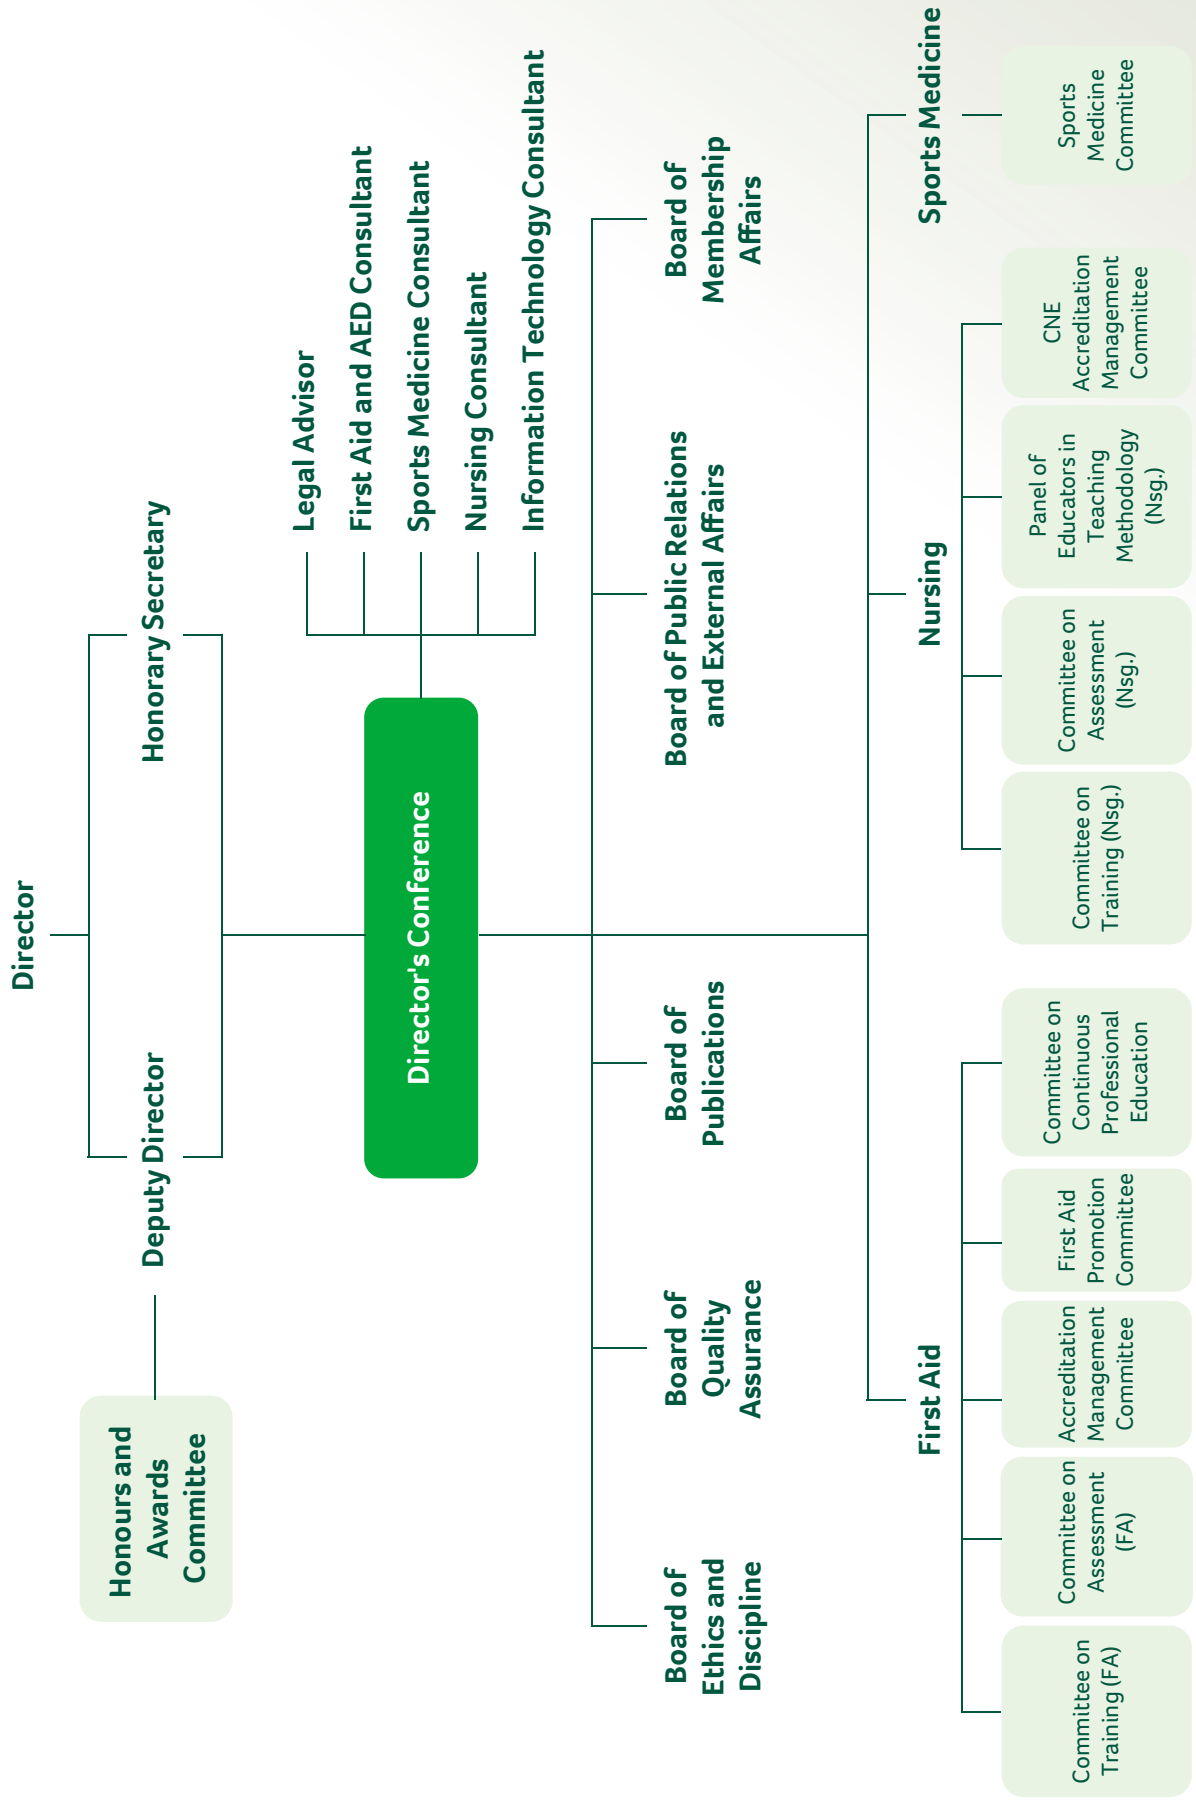 Director
Deputy Director
Honorary Secretary
Honours and
Awards
Committee
Director's Conference
Legal Advisor
First Aid and AED Consultant
Sports Medicine Consultant
Nursing Consultant
Information Technology Consultant
Board of
Ethics and
Discipline
Board of
Quality
Assurance
Board of
Publications
Board of Public Relations
and External Affairs
Board of
Membership
Affairs
First Aid
Nursing
Sports Medicine
Committee on
Training (FA)
Committee on
Assessment
(FA)
Accreditation
Management
Committee
First Aid
Promotion
Committee
Committee on
Continuous
Professional
Education
Committee on
Training (Nsg.)
Committee on
Assessment
(Nsg.)
Panel of
Educators in
Teaching
Methodology
(Nsg.)
CNE
Accreditation
Management
Committee
Sports
Medicine
Committee